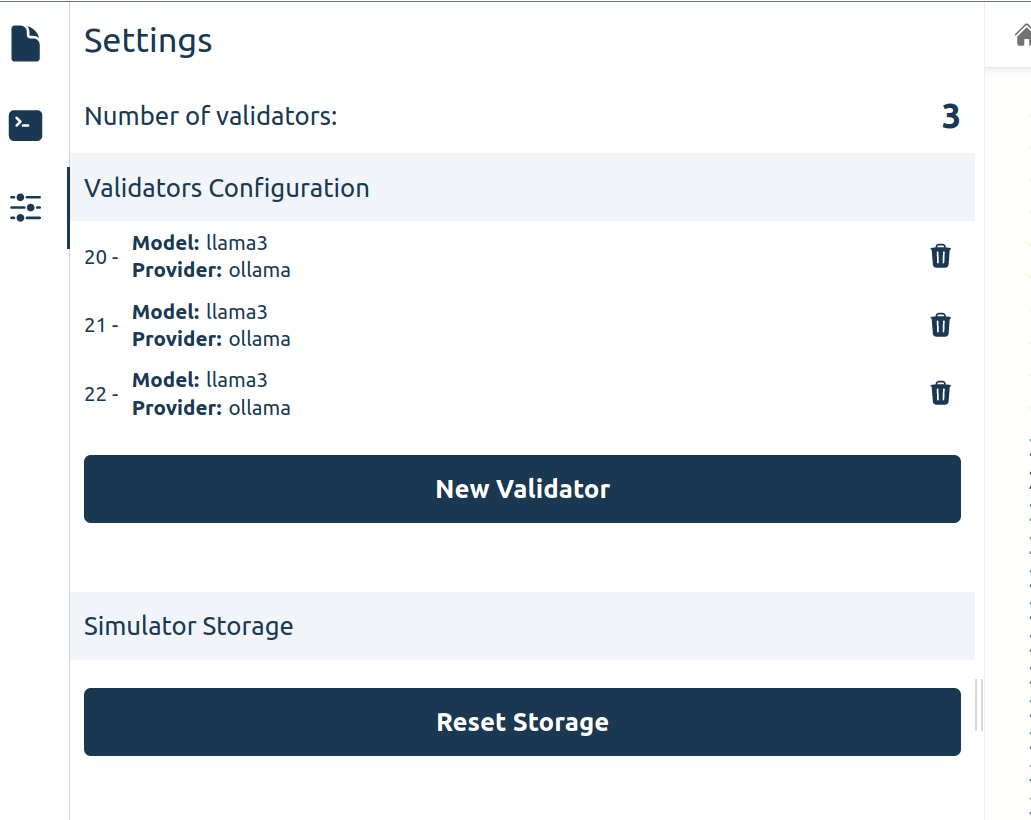 Settings
Number of validators: 3
Validators Configuration
20 - Model: llama3
Provider: ollama
21 - Model: llama3
Provider: ollama
22 - Model: llama3
Provider: ollama
New Validator
Simulator Storage
Reset Storage